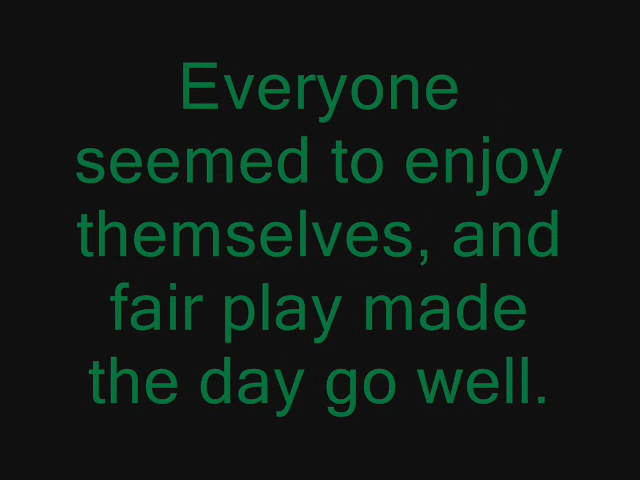 Everyone
seemed to enjoy
themselves, and
fair play made
the day go well.